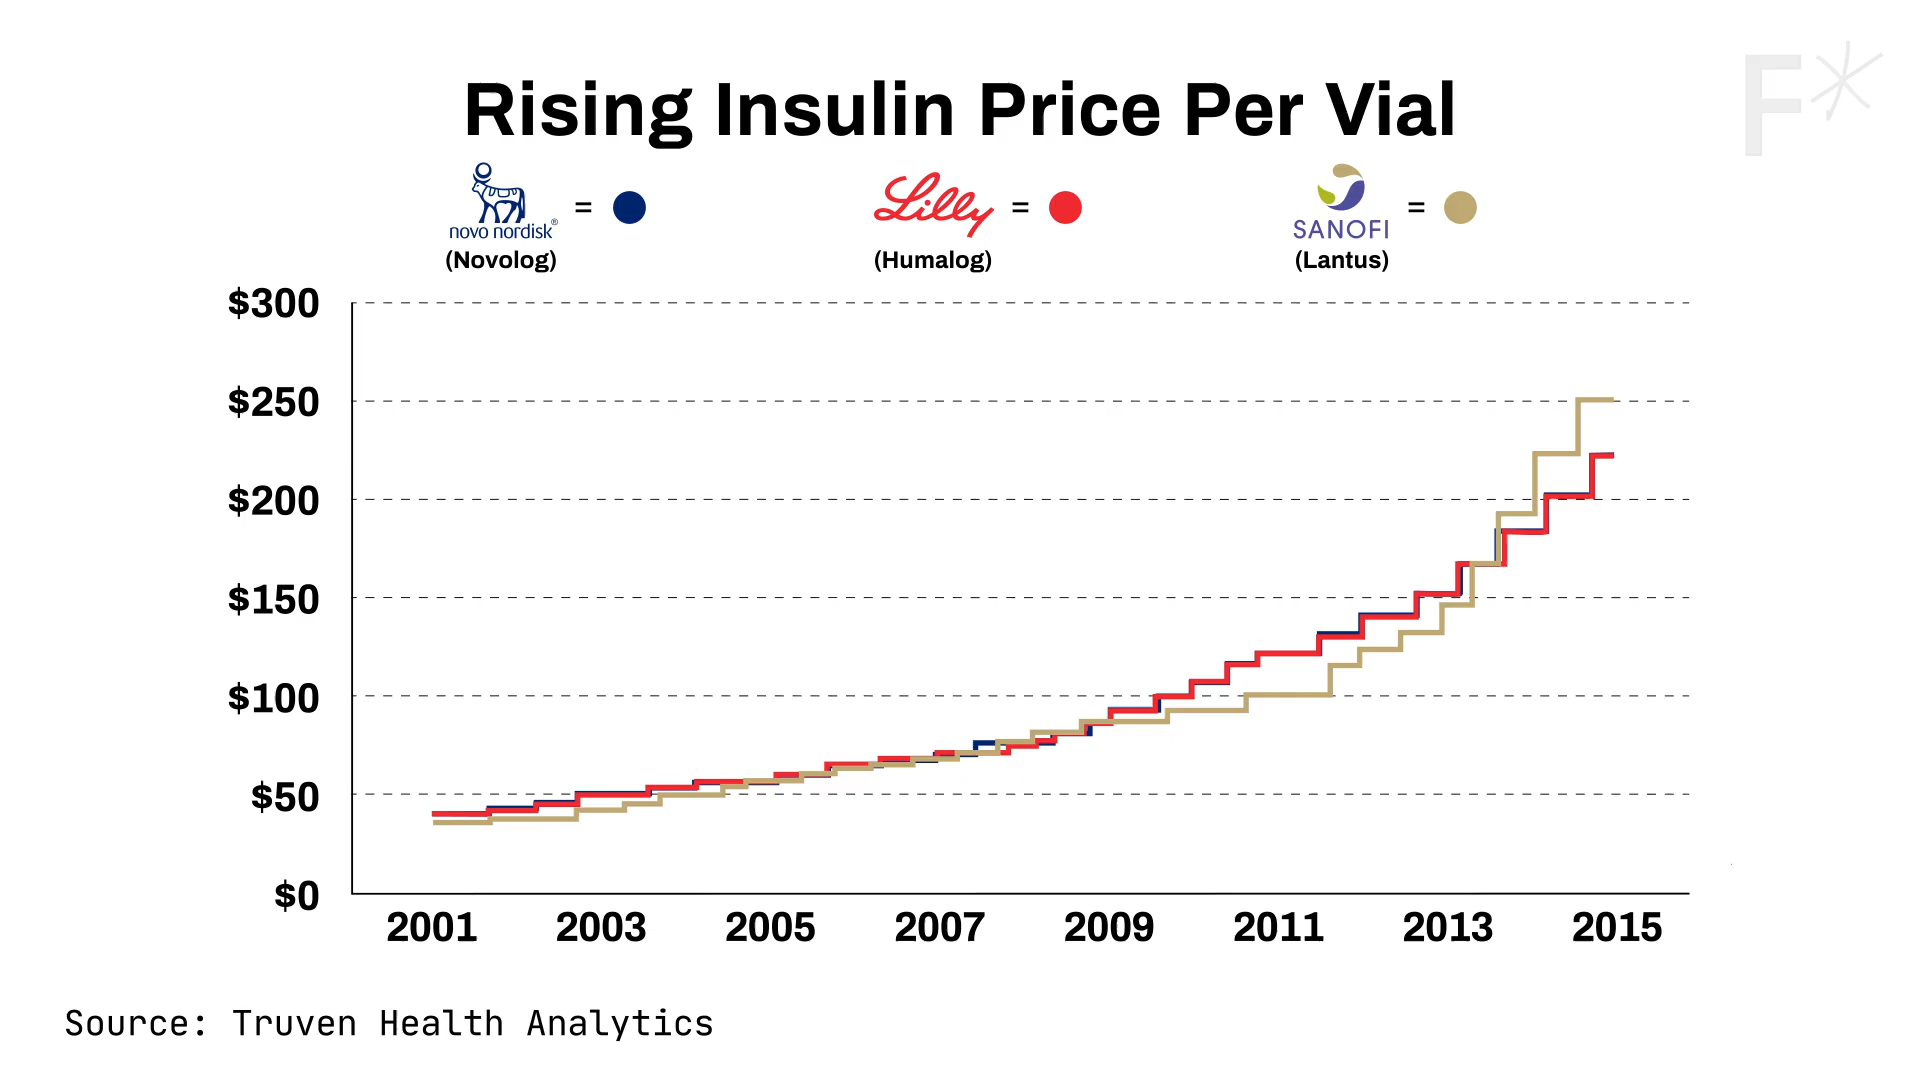 Rising Insulin Price Per Vial
F*
novo nordisk® =
(Novolog)
Lilly =
(Humalog)
SANOFI =
(Lantus)
$300
$250
$200
$150
$100
$50
$0
2001 2003 2005 2007 2009 2011 2013 2015
Source: Truven Health Analytics